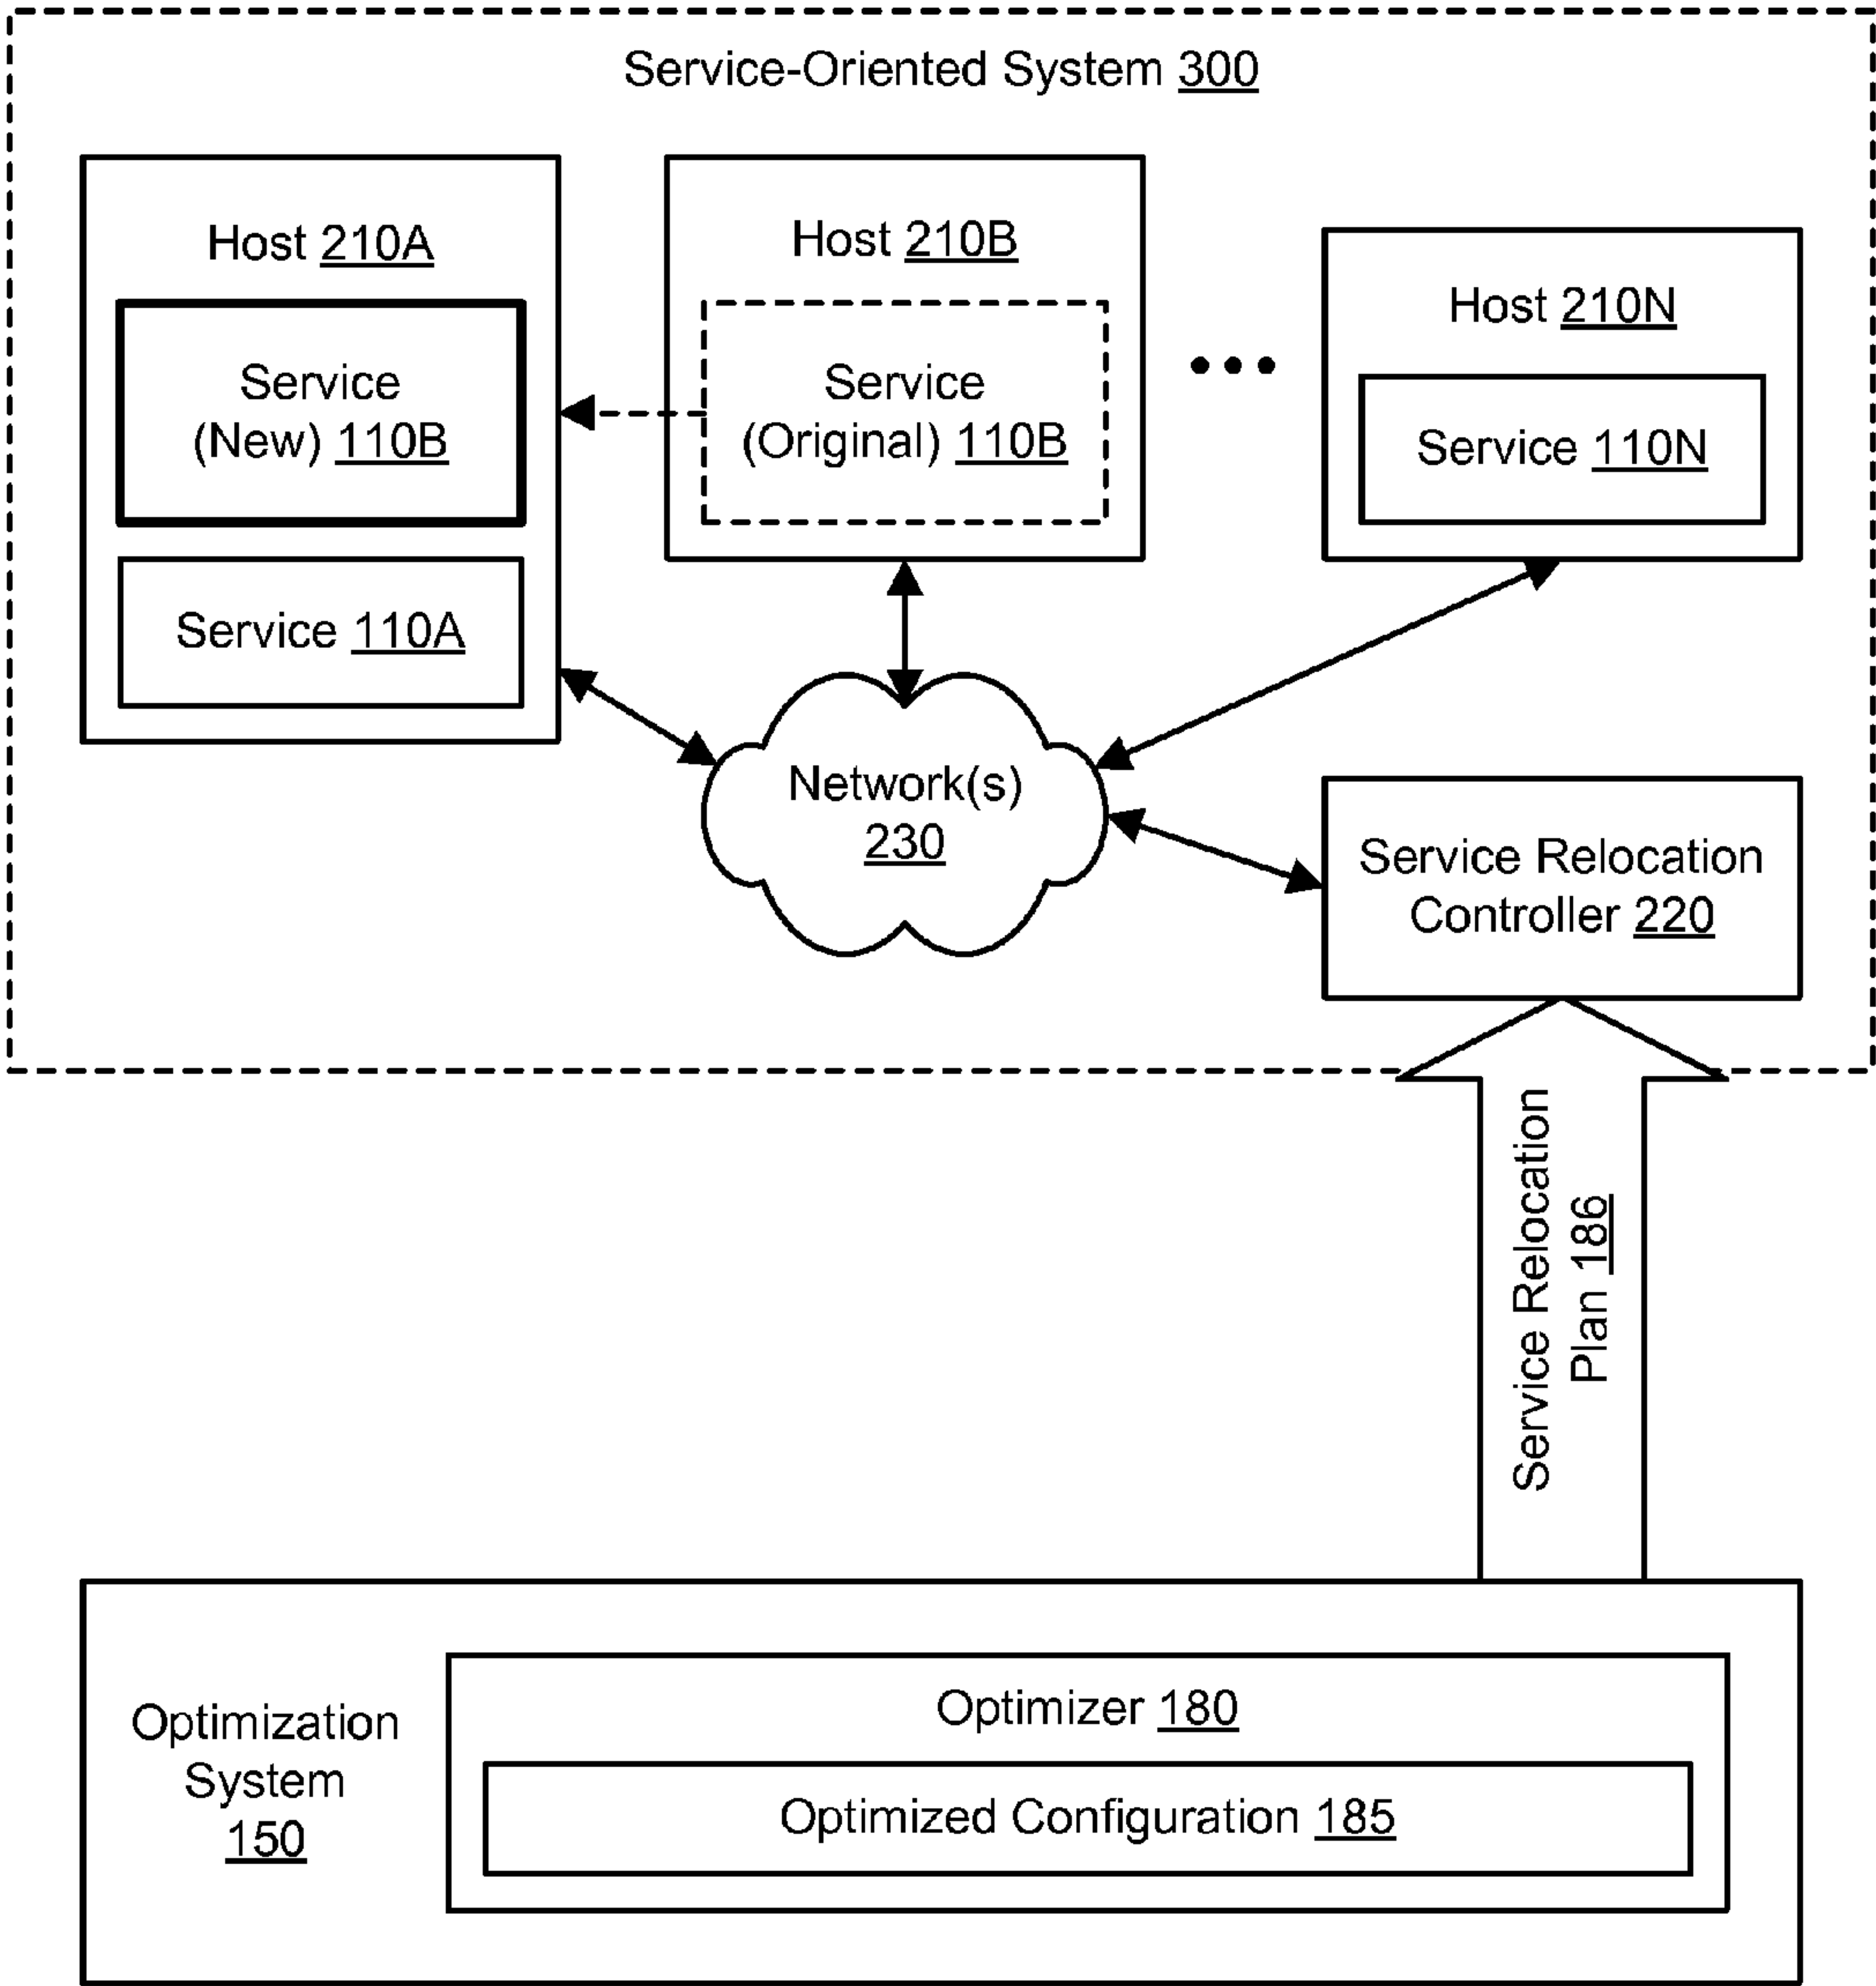 Service-Oriented System 300
Host 210A
Service
(New) 110B
Service 110A
Host 210B
Service
(Original) 110B
Host 210N
Service 110N
Network(s)
230
Service Relocation
Controller 220
Service Relocation
Plan 186
Optimization
System
150
Optimizer 180
Optimized Configuration 185